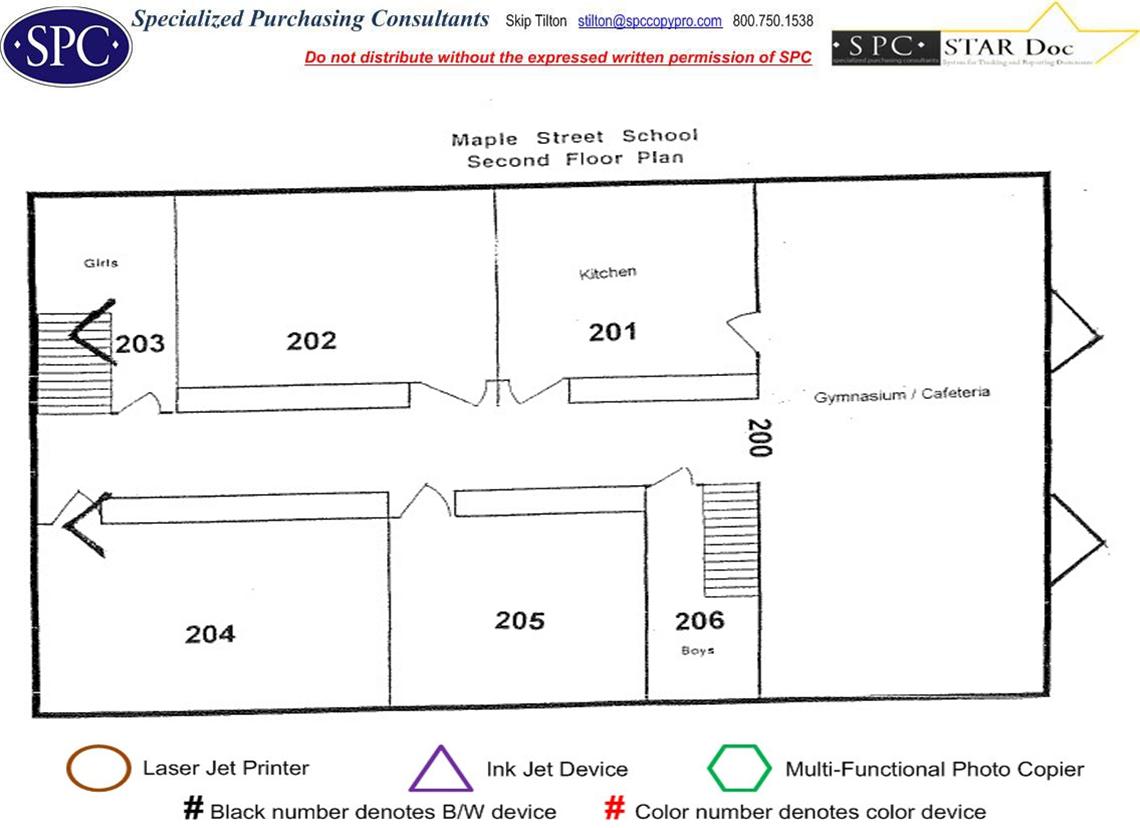 SPC
Specialized Purchasing Consultants Skip Tilton stilton@spccopypro.com 800.750.1538
Do not distribute without the expressed written permission of SPC
· SPC · STAR Doc
specialized purchasing consultants System for Tracking and Reporting Documents
Maple Street School
Second Floor Plan
Girls
Kitchen
203
202
201
Gymnasium / Cafeteria
200
204
205
206
Boys
Laser Jet Printer
Ink Jet Device
Multi-Functional Photo Copier
# Black number denotes B/W device
# Color number denotes color device